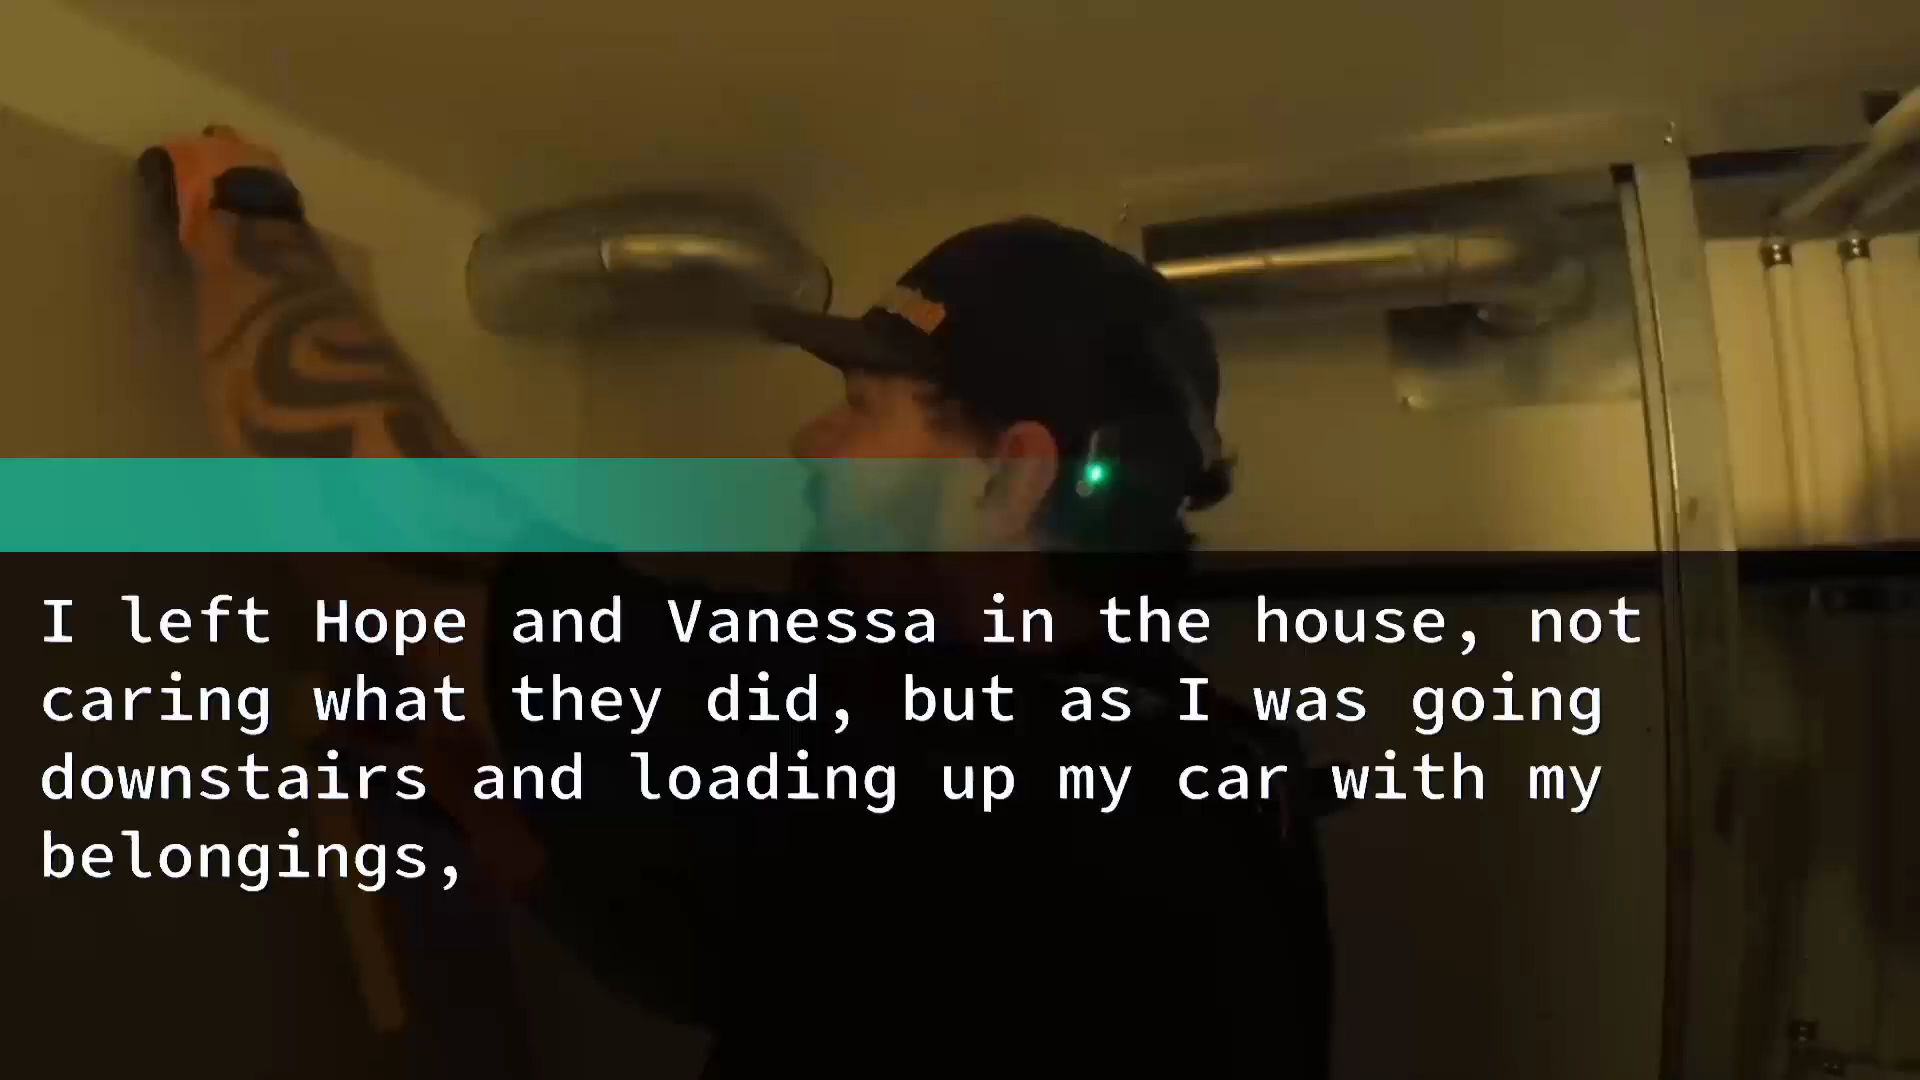 I left Hope and Vanessa in the house, not
caring what they did, but as I was going
downstairs and loading up my car with my
belongings,